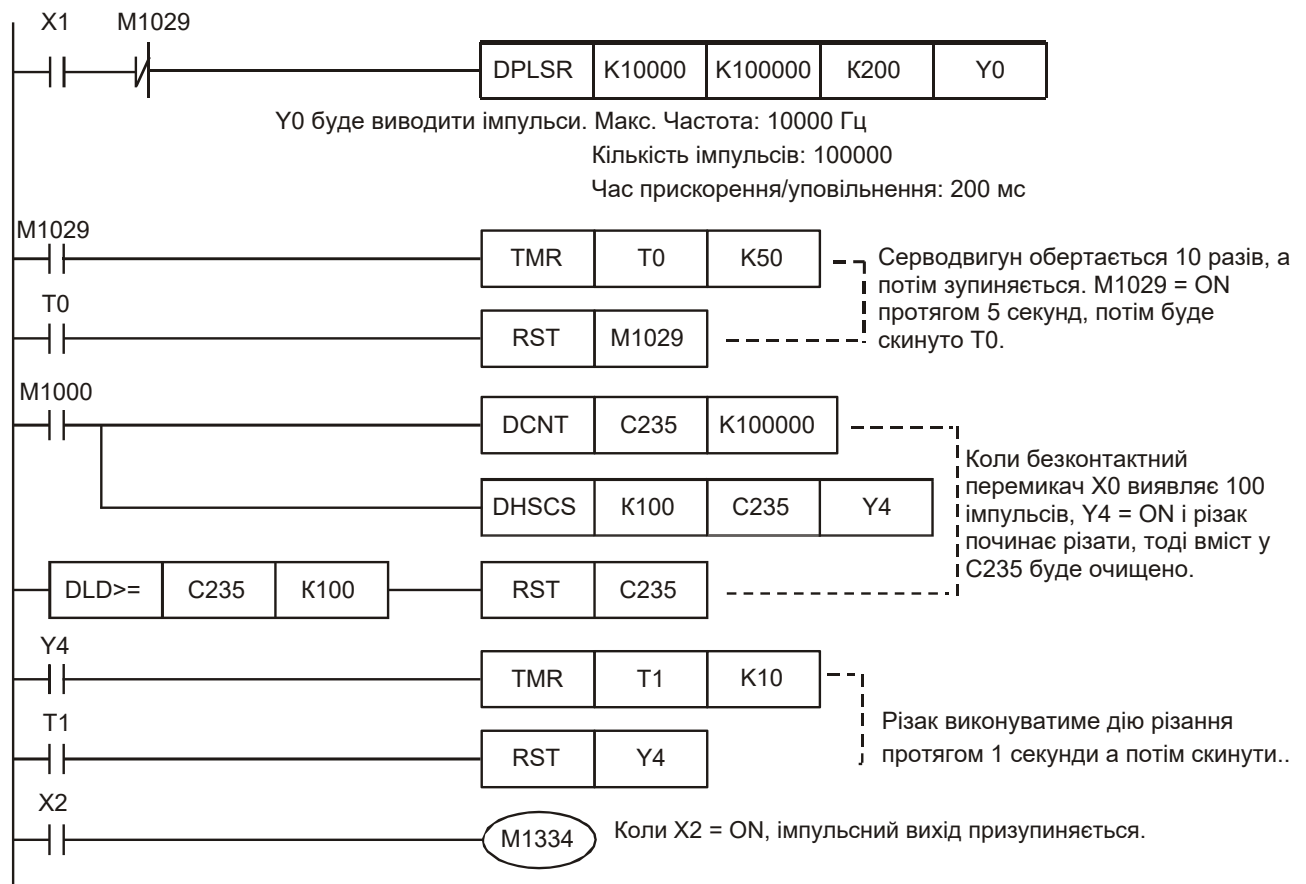 X1 M1029
DPLSR K10000 K100000 К200 Y0
Y0 буде виводити імпульси. Макс. Частота: 10000 Гц
Кількість імпульсів: 100000
Час прискорення/уповільнення: 200 мс
M1029
TMR T0 K50
Серводвигун обертається 10 разів, а
потім зупиняється. M1029 = ON
протягом 5 секунд, потім буде
скинуто T0.
T0
RST M1029
M1000
DCNT C235 K100000
Коли безконтактний
перемикач X0 виявляє 100
імпульсів, Y4 = ON і різак
починає різати, тоді вміст у
C235 буде очищено.
DHSCS К100 C235 Y4
DLD>= C235 К100 RST C235
Y4
TMR T1 K10
Різак виконуватиме дію різання
протягом 1 секунди а потім скинути..
T1
RST Y4
X2
M1334 Коли X2 = ON, імпульсний вихід призупиняється.